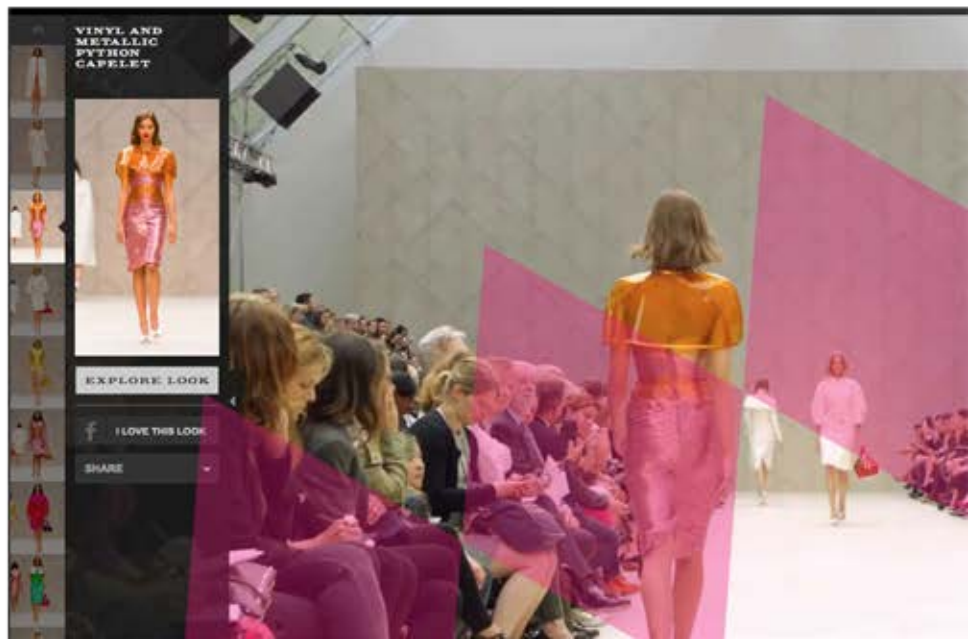 VINYL AND
METALLIC
PYTHON
CAPELET
EXPLORE LOOK
f I LOVE THIS LOOK
SHARE